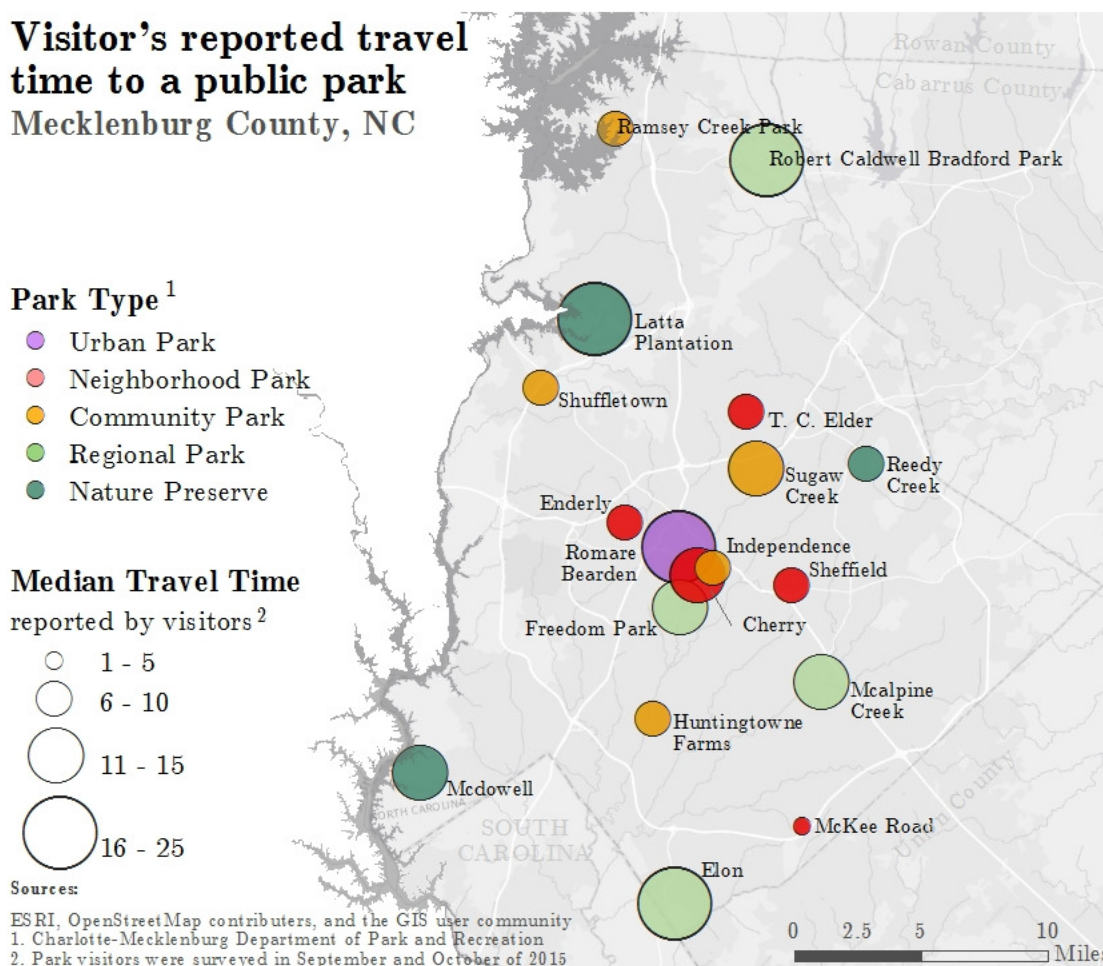 Visitor's reported travel
time to a public park
Mecklenburg County, NC
Rowan County
Cabarrus County
Ramsey Creek Park
Robert Caldwell Bradford Park
Park Type 1
Urban Park
Neighborhood Park
Community Park
Regional Park
Nature Preserve
Latta
Plantation
Shuffletown
T. C. Elder
Sugaw
Creek
Reedy
Creek
Enderly
Romare
Bearden
Independence
Sheffield
Cherry
Freedom Park
Mcalpine
Creek
Huntingtowne
Farms
Mcdowell
NORTH CAROLINA
SOUTH
CAROLINA
McKee Road
Union County
Elon
Median Travel Time
reported by visitors 2
1 - 5
6 - 10
11 - 15
16 - 25
Sources:
ESRI, OpenStreetMap contributers, and the GIS user community
1. Charlotte-Mecklenburg Department of Park and Recreation
2. Park visitors were surveyed in September and October of 2015
0 2.5 5 10
Miles